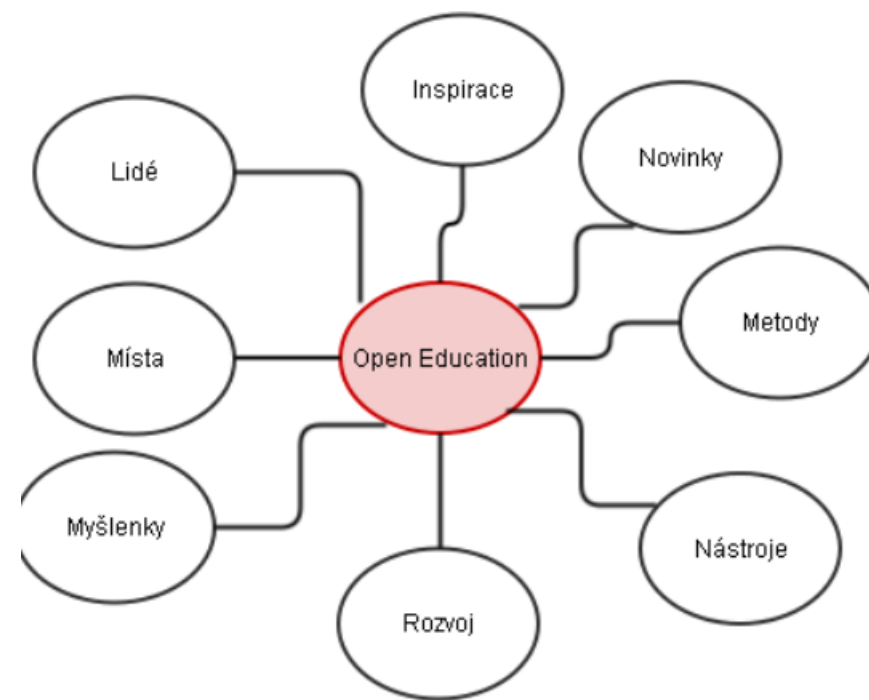 Inspirace
Novinky
Lidé
Metody
Místa
Open Education
Myšlenky
Nástroje
Rozvoj